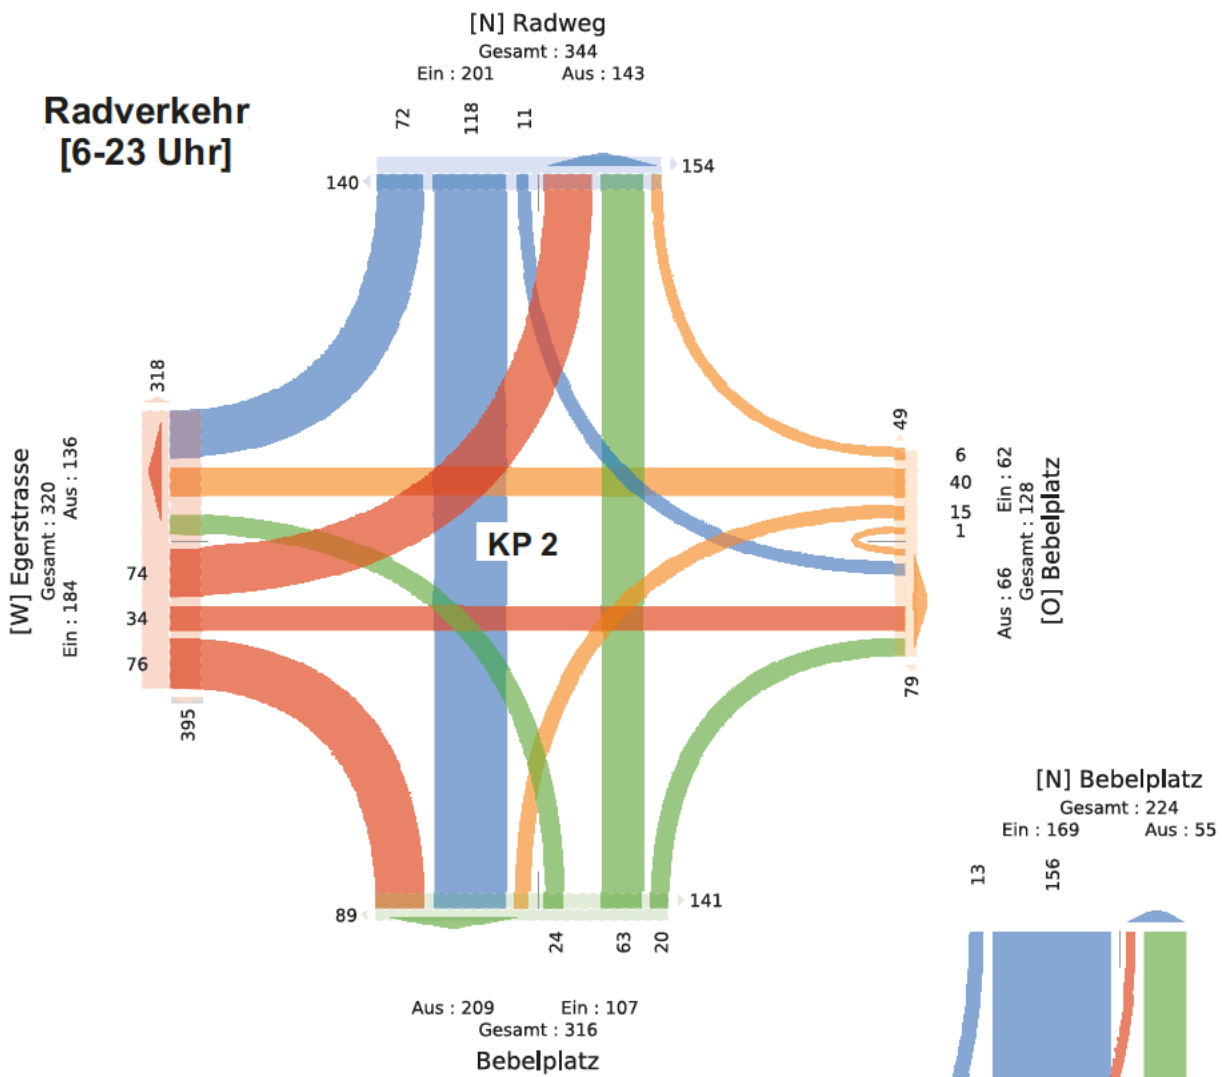 [N] Radweg
Gesamt : 344
Ein : 201 Aus : 143
Radverkehr
[6-23 Uhr]
72 118 11
140 154
318
[W] Egerstrasse
Gesamt : 320
Ein : 184 Aus : 136
74
34
76
395
KP 2
49
6
40
15
1
Aus : 66 Ein : 62
Gesamt : 128
[O] Bebelplatz
79
89 141
24 63 20
Aus : 209 Ein : 107
Gesamt : 316
Bebelplatz
[N] Bebelplatz
Gesamt : 224
Ein : 169 Aus : 55
13 156